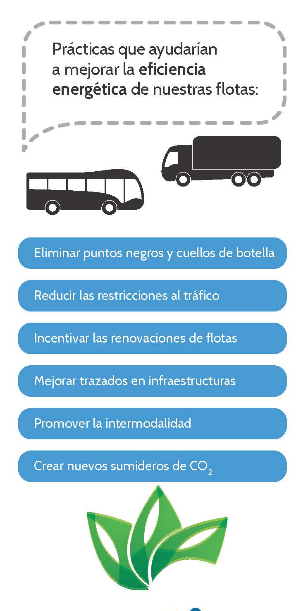 Prácticas que ayudarían
a mejorar la eficiencia
energética de nuestras flotas:
Eliminar puntos negros y cuellos de botella
Reducir las restricciones al tráfico
Incentivar las renovaciones de flotas
Mejorar trazados en infraestructuras
Promover la intermodalidad
Crear nuevos sumideros de CO₂